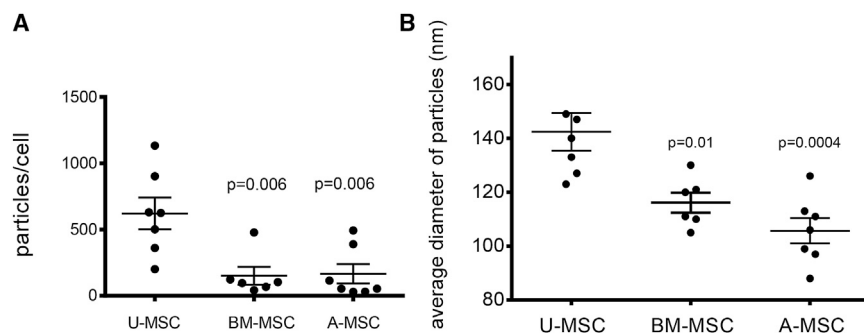 A
particles/cell
1500
1000
500
0
p=0.006
p=0.006
U-MSC
BM-MSC
A-MSC
B
average diameter of particles (nm)
160
140
120
100
80
p=0.01
p=0.0004
U-MSC
BM-MSC
A-MSC